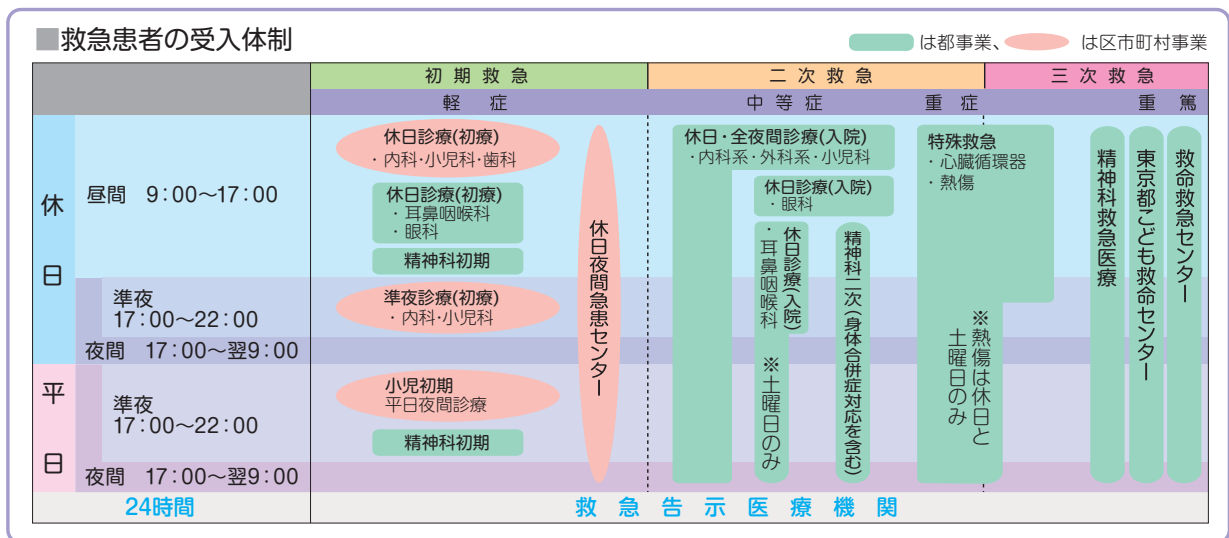 ■救急患者の受入体制
は都事業、 は区市町村事業
初期救急 二次救急 三次救急
軽症 中等症 重症 重篤
休日
昼間 9:00〜17:00
準夜
17:00〜22:00
夜間 17:00〜翌9:00
平日
準夜
17:00〜22:00
夜間 17:00〜翌9:00
24時間
休日診療(初療)
・内科・小児科・歯科
休日診療(初療)
・耳鼻咽喉科
・眼科
精神科初期
準夜診療(初療)
・内科・小児科
小児初期
平日夜間診療
精神科初期
休日夜間急患センター
休日・全夜間診療(入院)
・内科系・外科系・小児科
休日診療(入院)
・眼科
休日診療(入院)
・耳鼻咽喉科
※土曜日のみ
精神科二次(身体合併症対応を含む)
特殊救急
・心臓循環器
・熱傷
※熱傷は休日と
土曜日のみ
精神科救急医療
東京都こども救命センター
救命救急センター
救急告示医療機関